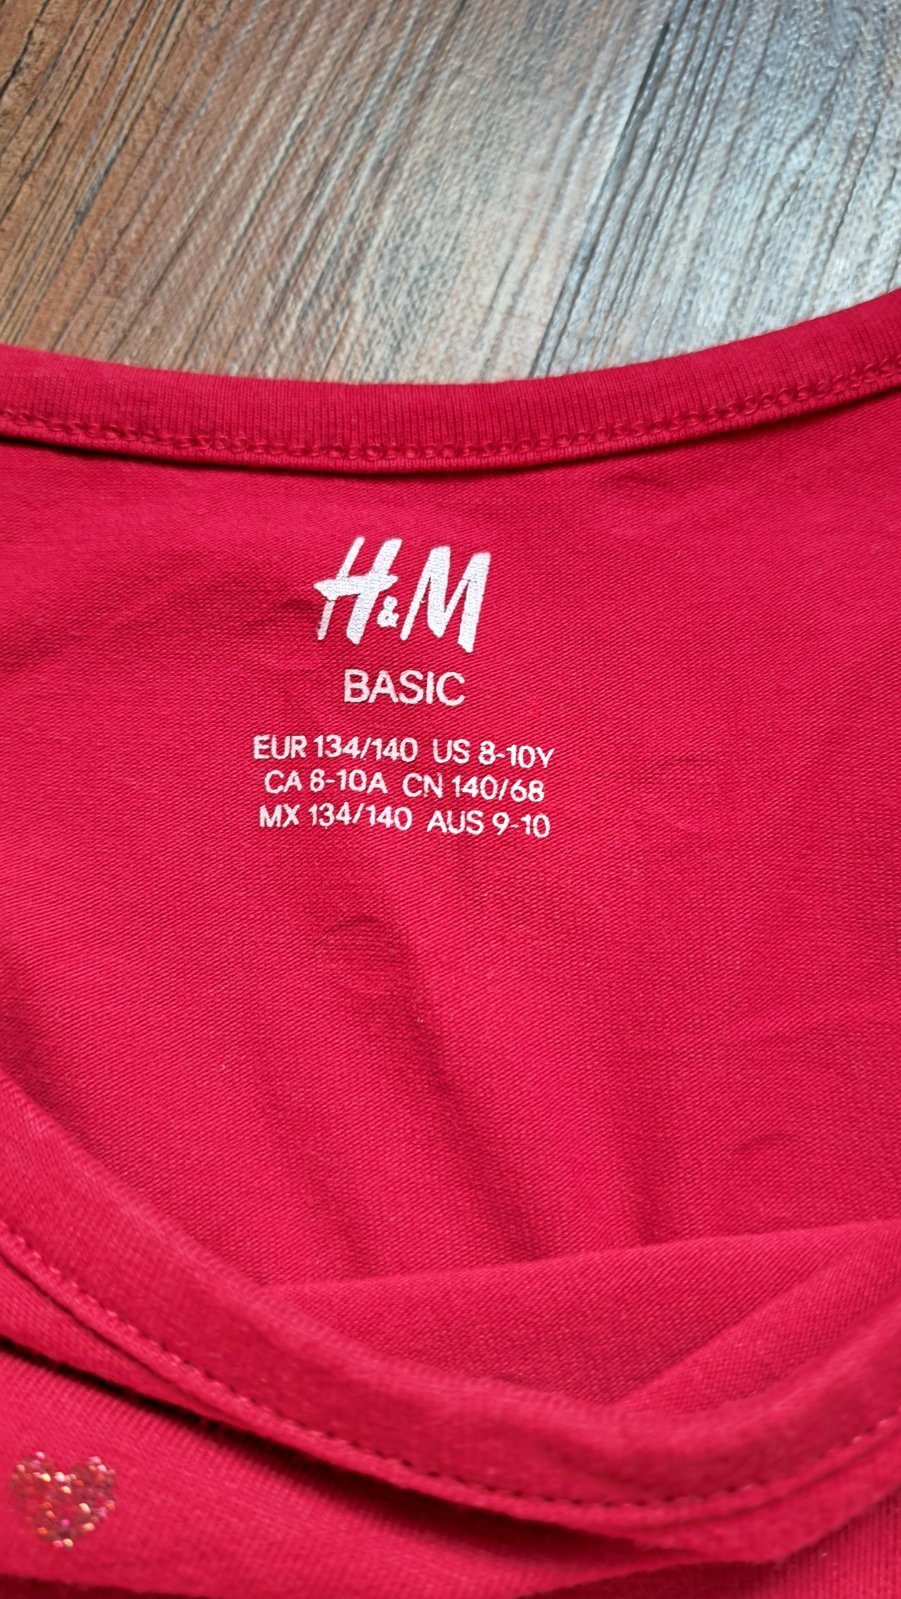 H&M
BASIC
EUR 134/140 US 8-10Y
CA 8-10A CN 140/68
MX 134/140 AUS 9-10